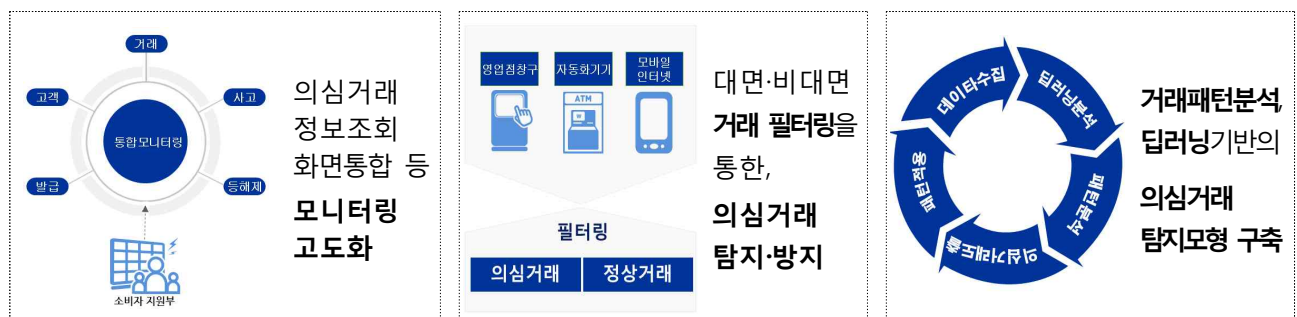 거래
고객
사고
통합모니터링
발급
등해제
소비자 지원부
의심거래
정보조회
화면통합 등
모니터링
고도화
영업점창구
자동화기기
모바일
인터넷
ATM
필터링
의심거래
정상거래
대면·비대면
거래 필터링을
통한,
의심거래
탐지·방지
데이타수집
딥러닝분석
패턴분석
의심거래도출
패턴적용
거래패턴분석,
딥러닝기반의
의심거래
탐지모형 구축